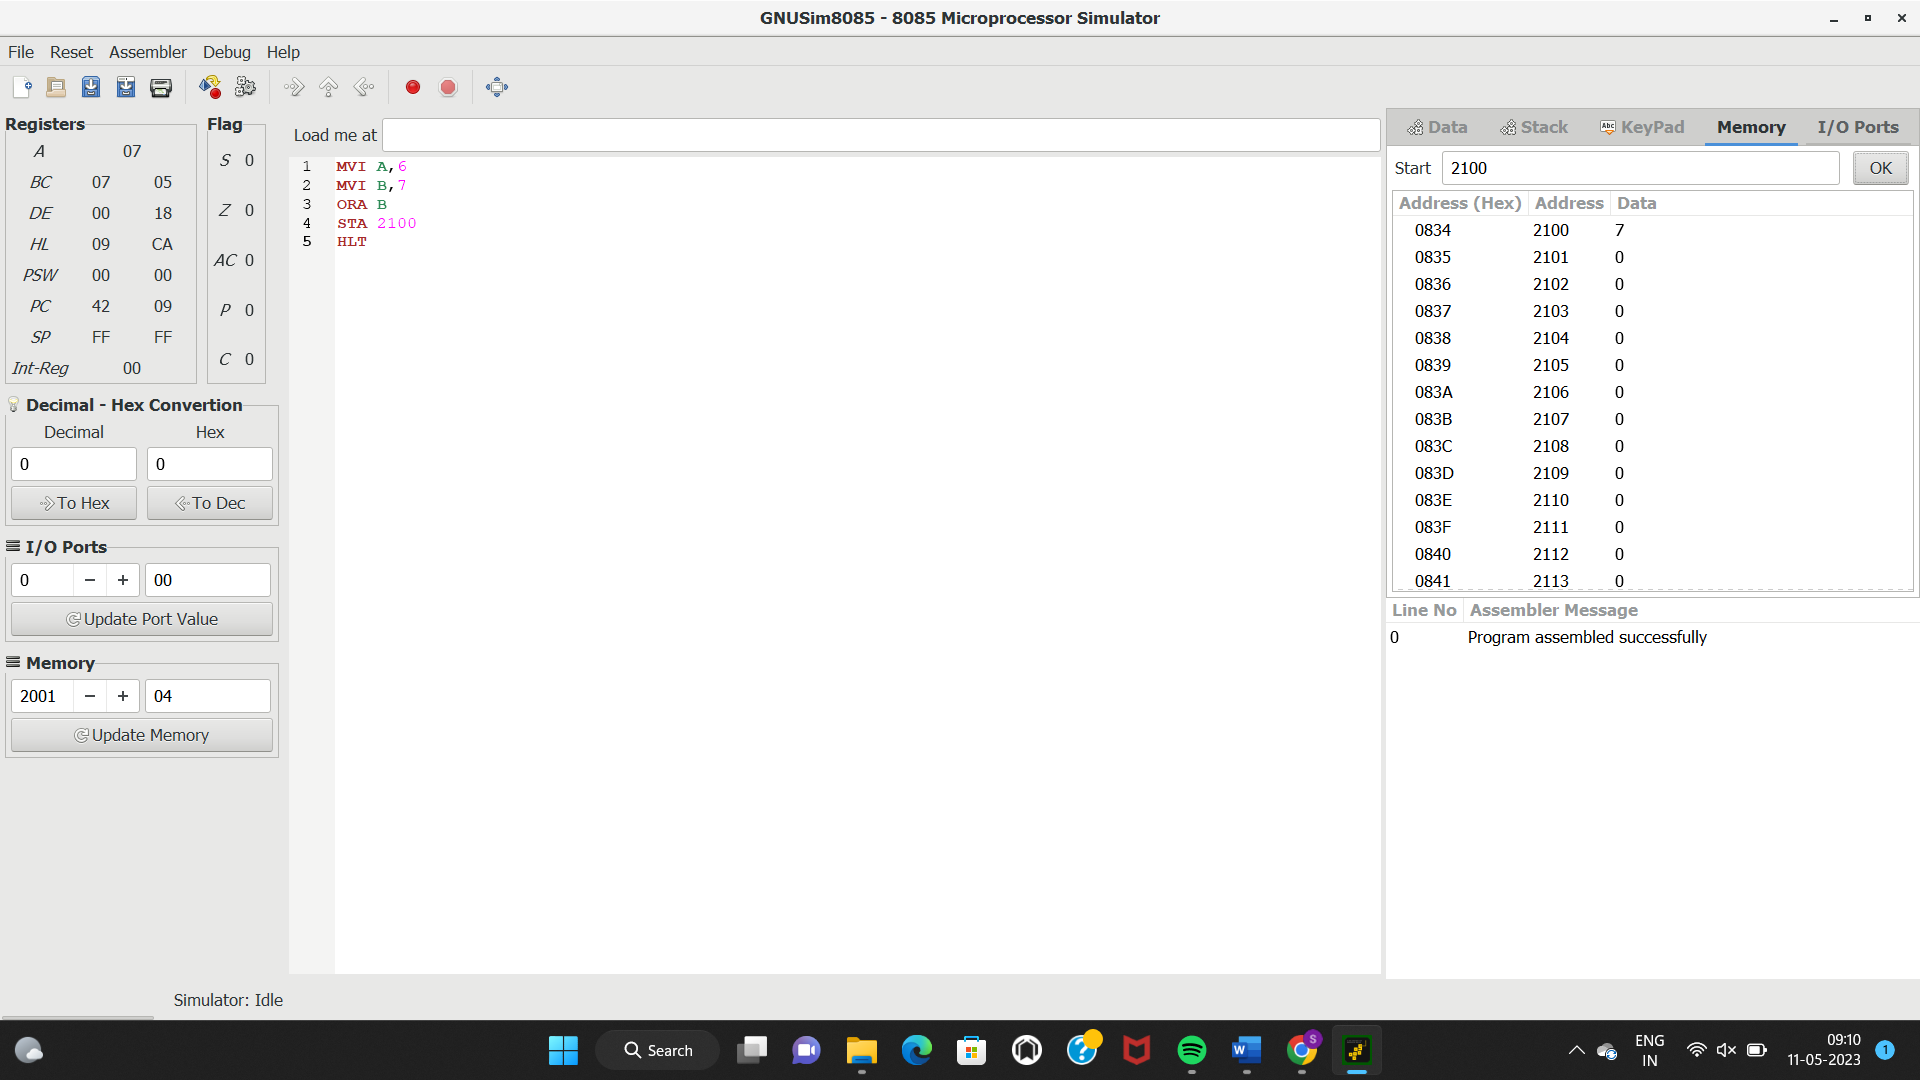 GNUSim8085 - 8085 Microprocessor Simulator
File Reset Assembler Debug Help
Registers
A 07
BC 07 05
DE 00 18
HL 09 CA
PSW 00 00
PC 42 09
SP FF FF
Int-Reg 00
Flag
S 0
Z 0
AC 0
P 0
C 0
Decimal - Hex Convertion
Decimal Hex
0 0
To Hex To Dec
I/O Ports
0 − + 00
Update Port Value
Memory
2001 − + 04
Update Memory
Load me at
1 MVI A,6
2 MVI B,7
3 ORA B
4 STA 2100
5 HLT
Data Stack Abc KeyPad Memory I/O Ports
Start 2100 OK
Address (Hex) Address Data
0834 2100 7
0835 2101 0
0836 2102 0
0837 2103 0
0838 2104 0
0839 2105 0
083A 2106 0
083B 2107 0
083C 2108 0
083D 2109 0
083E 2110 0
083F 2111 0
0840 2112 0
0841 2113 0
Line No Assembler Message
0 Program assembled successfully
Simulator: Idle
Search
S
ENG
IN
09:10
11-05-2023
1